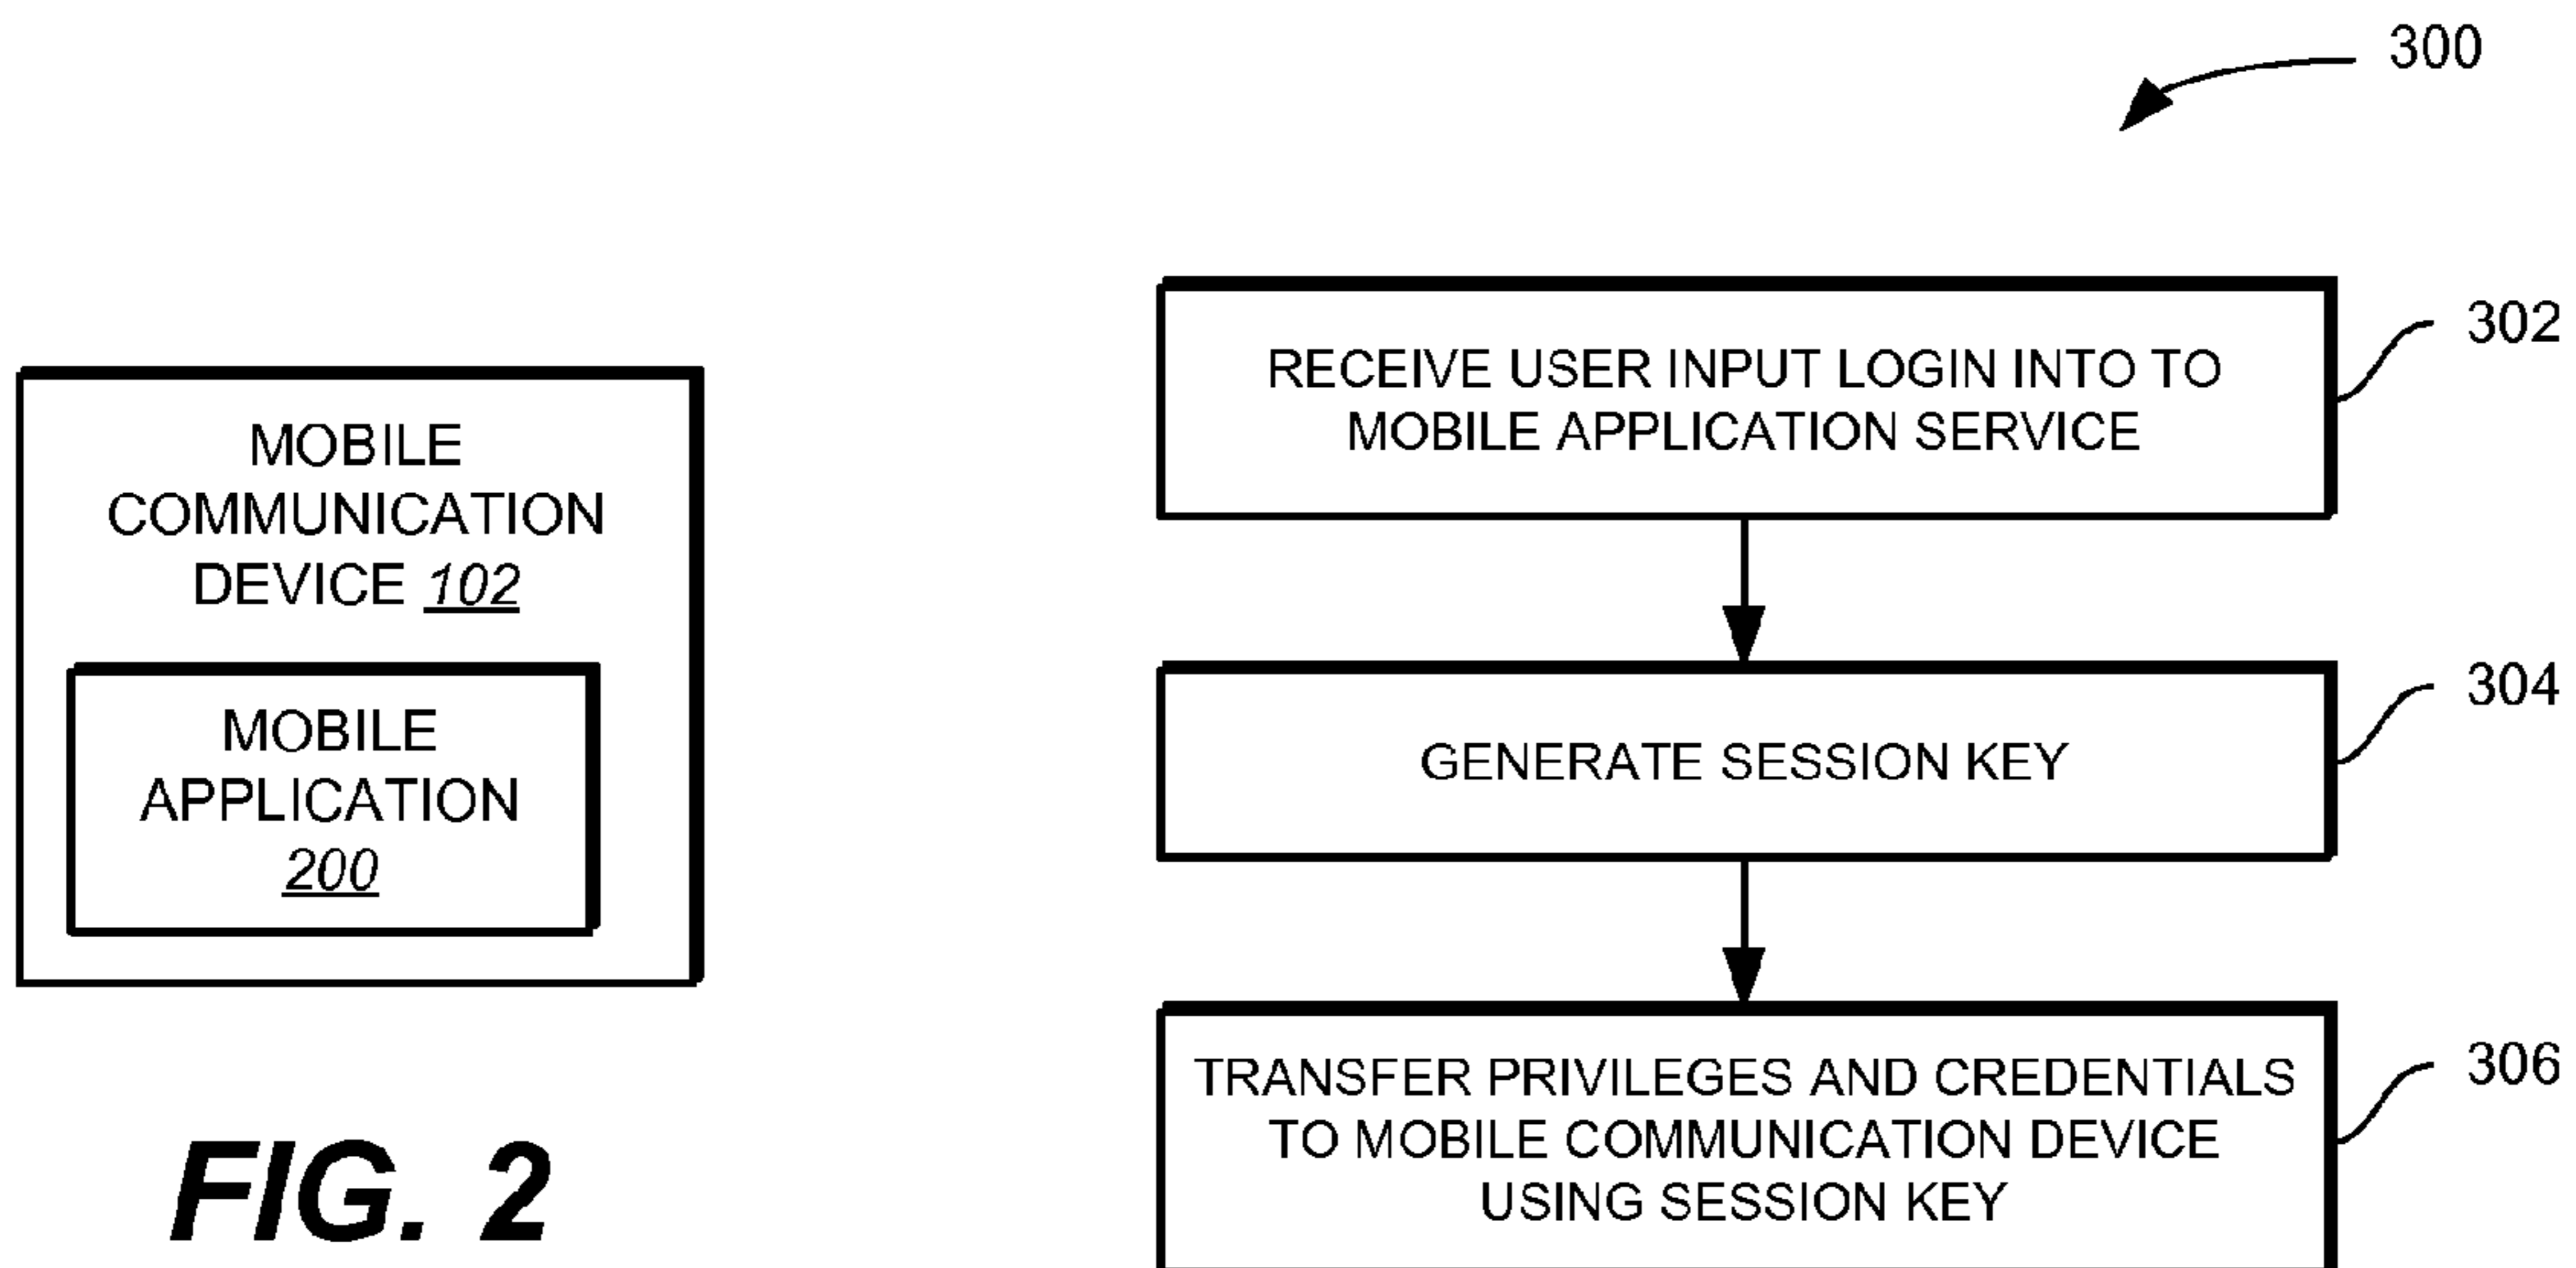 300
MOBILE
COMMUNICATION
DEVICE 102
MOBILE
APPLICATION
200
FIG. 2
RECEIVE USER INPUT LOGIN INTO TO
MOBILE APPLICATION SERVICE
302
GENERATE SESSION KEY
304
TRANSFER PRIVILEGES AND CREDENTIALS
TO MOBILE COMMUNICATION DEVICE
USING SESSION KEY
306